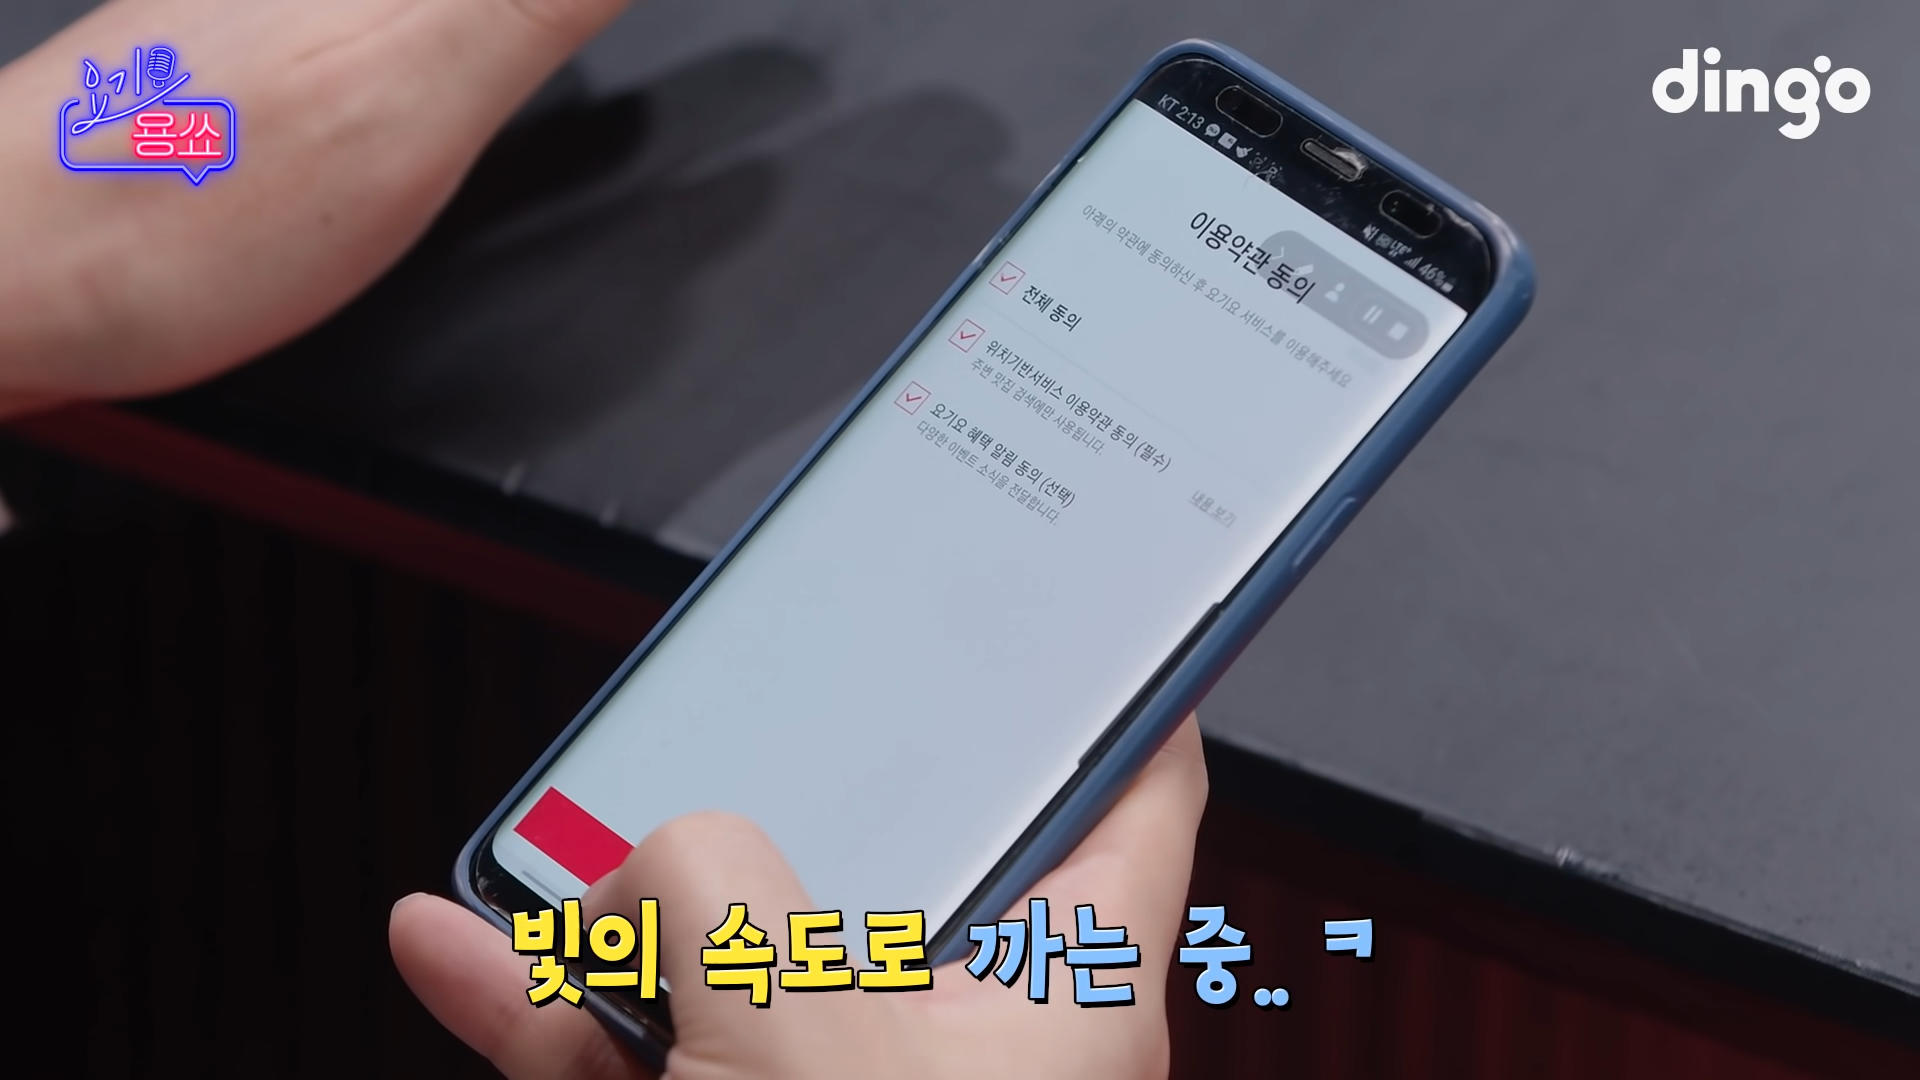 요기요
용쇼
dingo
KT 2:13
LTE+ 46%
이용약관 동의
아래의 약관에 동의하신 후 요기요 서비스를 이용해주세요
전체 동의
위치기반서비스 이용약관 동의 (필수)
주변 맛집 검색에만 사용됩니다.
내용 보기
요기요 혜택 알림 동의 (선택)
다양한 이벤트 소식을 전달합니다.
빛의 속도로 까는 중.. ㅋ